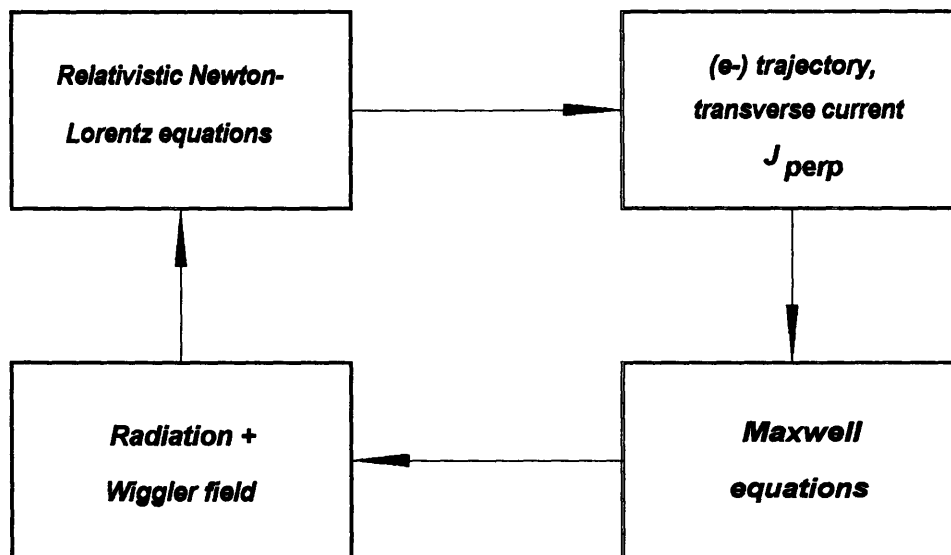 Relativistic Newton-
Lorentz equations
(e-) trajectory,
transverse current
J perp
Radiation +
Wiggler field
Maxwell
equations